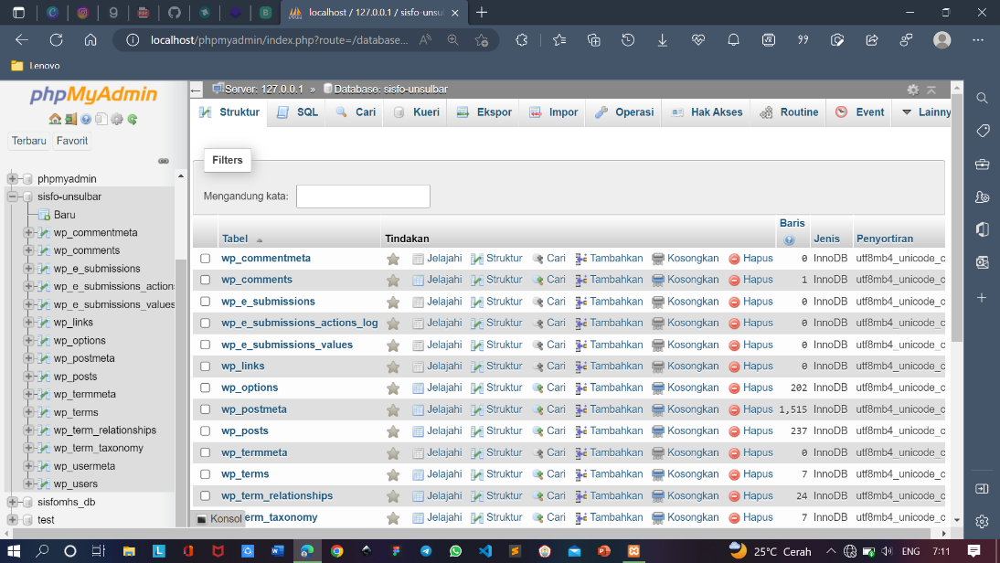 localhost / 127.0.0.1 / sisfo-unsu
localhost/phpmyadmin/index.php?route=/database...
Lenovo
phpMyAdmin
Terbaru Favorit
phpmyadmin
sisfo-unsulbar
Baru
wp_commentmeta
wp_comments
wp_e_submissions
wp_e_submissions_actions
wp_e_submissions_values
wp_links
wp_options
wp_postmeta
wp_posts
wp_termmeta
wp_terms
wp_term_relationships
wp_term_taxonomy
wp_usermeta
wp_users
sisfomhs_db
test
Server: 127.0.0.1 » Database: sisfo-unsulbar
Struktur SQL Cari Kueri Ekspor Impor Operasi Hak Akses Routine Event Lainny
Filters
Mengandung kata:
Tabel Tindakan Baris Jenis Penyortiran
wp_commentmeta Jelajahi Struktur Cari Tambahkan Kosongkan Hapus 0 InnoDB utf8mb4_unicode_c
wp_comments Jelajahi Struktur Cari Tambahkan Kosongkan Hapus 1 InnoDB utf8mb4_unicode_c
wp_e_submissions Jelajahi Struktur Cari Tambahkan Kosongkan Hapus 0 InnoDB utf8mb4_unicode_c
wp_e_submissions_actions_log Jelajahi Struktur Cari Tambahkan Kosongkan Hapus 0 InnoDB utf8mb4_unicode_c
wp_e_submissions_values Jelajahi Struktur Cari Tambahkan Kosongkan Hapus 0 InnoDB utf8mb4_unicode_c
wp_links Jelajahi Struktur Cari Tambahkan Kosongkan Hapus 0 InnoDB utf8mb4_unicode_c
wp_options Jelajahi Struktur Cari Tambahkan Kosongkan Hapus 202 InnoDB utf8mb4_unicode_c
wp_postmeta Jelajahi Struktur Cari Tambahkan Kosongkan Hapus 1,515 InnoDB utf8mb4_unicode_c
wp_posts Jelajahi Struktur Cari Tambahkan Kosongkan Hapus 237 InnoDB utf8mb4_unicode_c
wp_termmeta Jelajahi Struktur Cari Tambahkan Kosongkan Hapus 0 InnoDB utf8mb4_unicode_c
wp_terms Jelajahi Struktur Cari Tambahkan Kosongkan Hapus 7 InnoDB utf8mb4_unicode_c
wp_term_relationships Jelajahi Struktur Cari Tambahkan Kosongkan Hapus 24 InnoDB utf8mb4_unicode_c
erm_taxonomy Jelajahi Struktur Cari Tambahkan Kosongkan Hapus 7 InnoDB utf8mb4_unicode_c
Konsol
25°C Cerah ENG 7:11